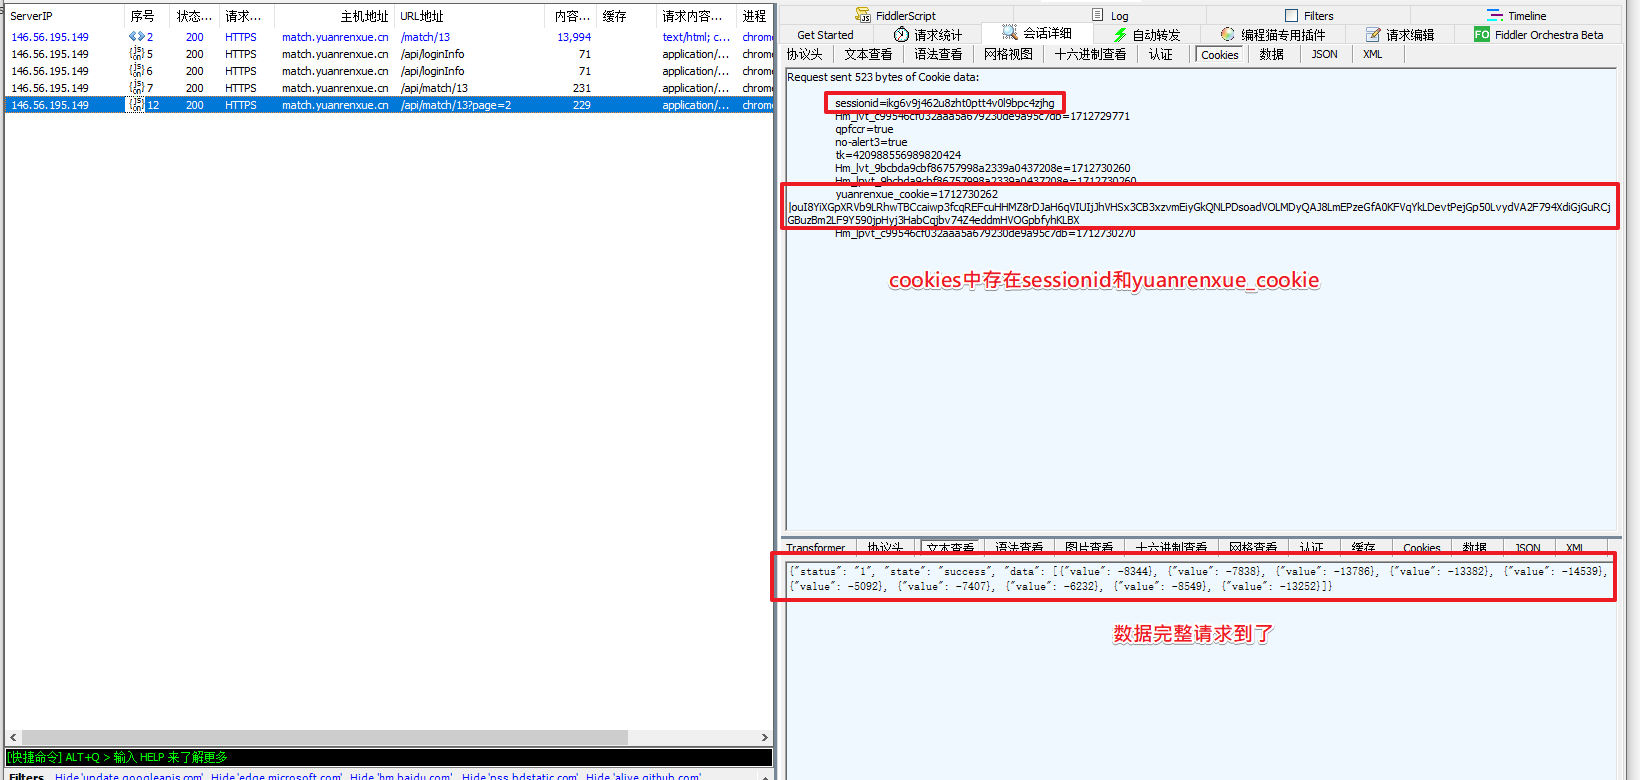 ServerIP 序号 状态... 请求... 主机地址 URL地址 内容... 缓存 请求内容... 进程
146.56.195.149 2 200 HTTPS match.yuanrenxue.cn /match/13 13,994 text/html; c... chrome
146.56.195.149 5 200 HTTPS match.yuanrenxue.cn /api/loginInfo 71 application/... chrome
146.56.195.149 6 200 HTTPS match.yuanrenxue.cn /api/loginInfo 71 application/... chrome
146.56.195.149 7 200 HTTPS match.yuanrenxue.cn /api/match/13 231 application/... chrome
146.56.195.149 12 200 HTTPS match.yuanrenxue.cn /api/match/13?page=2 229 application/... chrome
[快捷命令] ALT+Q > 输入 HELP 来了解更多
Filters Hide 'update.googleapis.com' Hide 'edge.microsoft.com' Hide 'hm.baidu.com' Hide 'pss.bdstatic.com' Hide 'alive.github.com'
FiddlerScript Log Filters Timeline
Get Started 请求统计 会话详细 自动转发 编程猫专用插件 请求编辑 FO Fiddler Orchestra Beta
协议头 文本查看 语法查看 网格视图 十六进制查看 认证 Cookies 数据 JSON XML
Request sent 523 bytes of Cookie data:
sessionid=ikg6v9j462u8zht0ptt4v0l9bpc4zjhg
Hm_lvt_c99546cf032aaa5a679230de9a95c7db=1712729771
qpfccr=true
no-alert3=true
tk=420988556989820424
Hm_lvt_9bcbda9cbf86757998a2339a0437208e=1712730260
Hm_lpvt_9bcbda9cbf86757998a2339a0437208e=1712730260
yuanrenxue_cookie=1712730262
|ouI8YiXGpXRVb9LRhwTBCcaiwp3fcqREFcuHHMZ8rDJaH6qVIUIjJhVHSx3CB3xzvmEiyGkQNLPDsoadVOLMDyQAJ8LmEPzeGfA0KFVqYkLDevtPejGp50LvydVA2F794XdiGjGuRCj
GBuzBm2LF9Y590jpHyj3HabCqjbv74Z4eddmHVOGpbfyhKLBX
Hm_lpvt_c99546cf032aaa5a679230de9a95c7db=1712730270
cookies中存在sessionid和yuanrenxue_cookie
Transformer 协议头 文本查看 语法查看 图片查看 十六进制查看 网格查看 认证 缓存 Cookies 数据 JSON XML
{"status": "1", "state": "success", "data": [{"value": -8344}, {"value": -7838}, {"value": -13786}, {"value": -13382}, {"value": -14539},
{"value": -5092}, {"value": -7407}, {"value": -6232}, {"value": -8549}, {"value": -13252}]}
数据完整请求到了